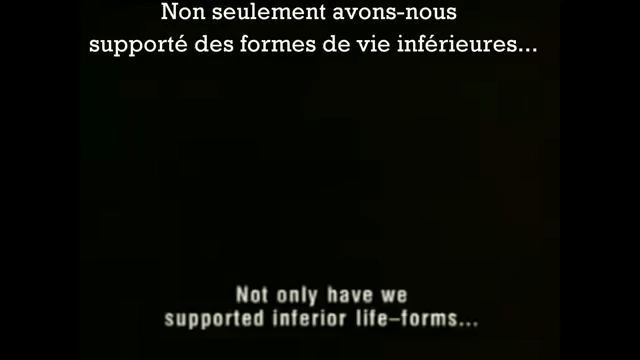 Non seulement avons-nous
supporté des formes de vie inférieures...
Not only have we
supported inferior life-forms...